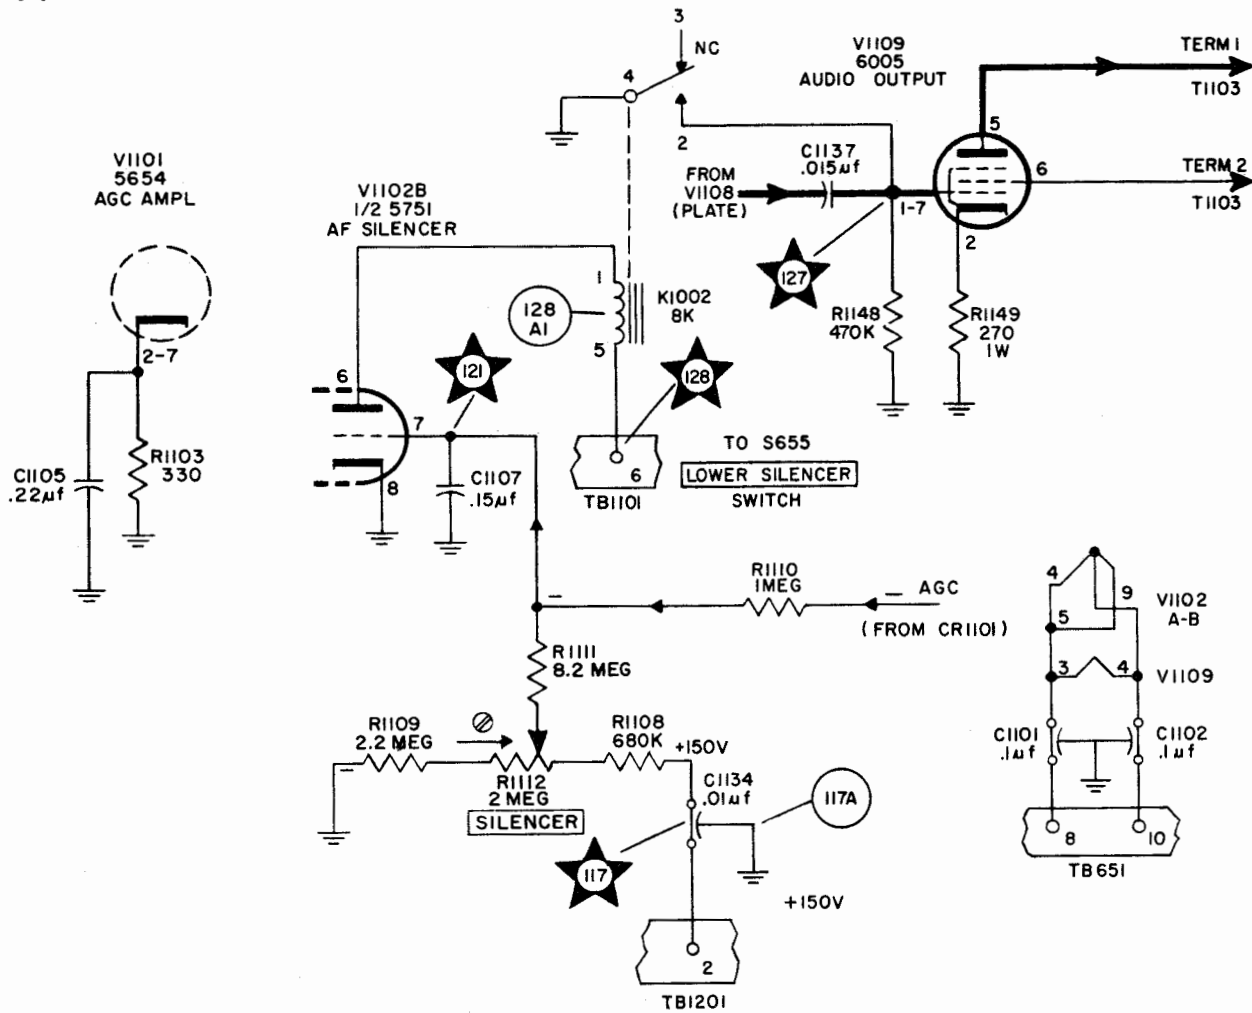 3
NC
4
2
V1109
6005
AUDIO OUTPUT
TERM 1
T1103
5
6
TERM 2
T1103
2
1-7
C1137
.015µf
FROM
V1108
(PLATE)
127
R1148
470K
R1149
270
1W
V1101
5654
AGC AMPL
2-7
C1105
.22µf
R1103
330
V1102B
1/2 5751
AF SILENCER
6
7
8
121
C1107
.15µf
1
5
128
A1
K1002
8K
128
6
TB1101
TO S655
LOWER SILENCER
SWITCH
R1110
1MEG
— AGC
(FROM CR1101)
–
R1111
8.2 MEG
R1109
2.2 MEG
–
R1112
2 MEG
SILENCER
R1108
680K
+150V
C1134
.01µf
117A
117
+150V
2
TB1201
4
9
5
V1102
A-B
3
4
V1109
C1101
.1µf
C1102
.1µf
8
10
TB651